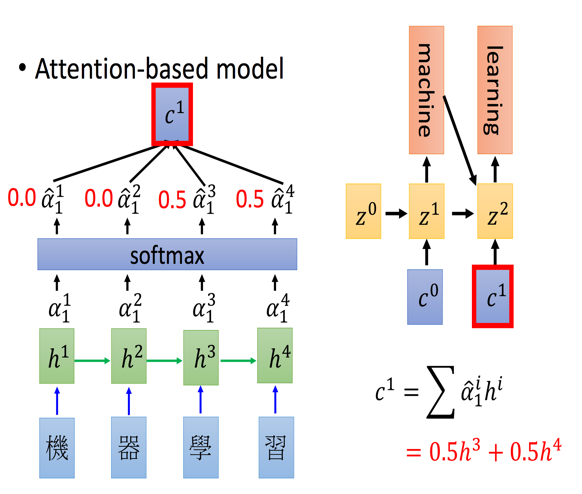 • Attention-based model
c¹
0.0 α̂₁¹ 0.0 α̂₁² 0.5 α̂₁³ 0.5 α̂₁⁴
softmax
α₁¹ α₁² α₁³ α₁⁴
h¹ h² h³ h⁴
機 器 學 習
machine learning
z⁰ z¹ z²
c⁰ c¹
c¹ = ∑ α̂₁ⁱhⁱ
= 0.5h³ + 0.5h⁴